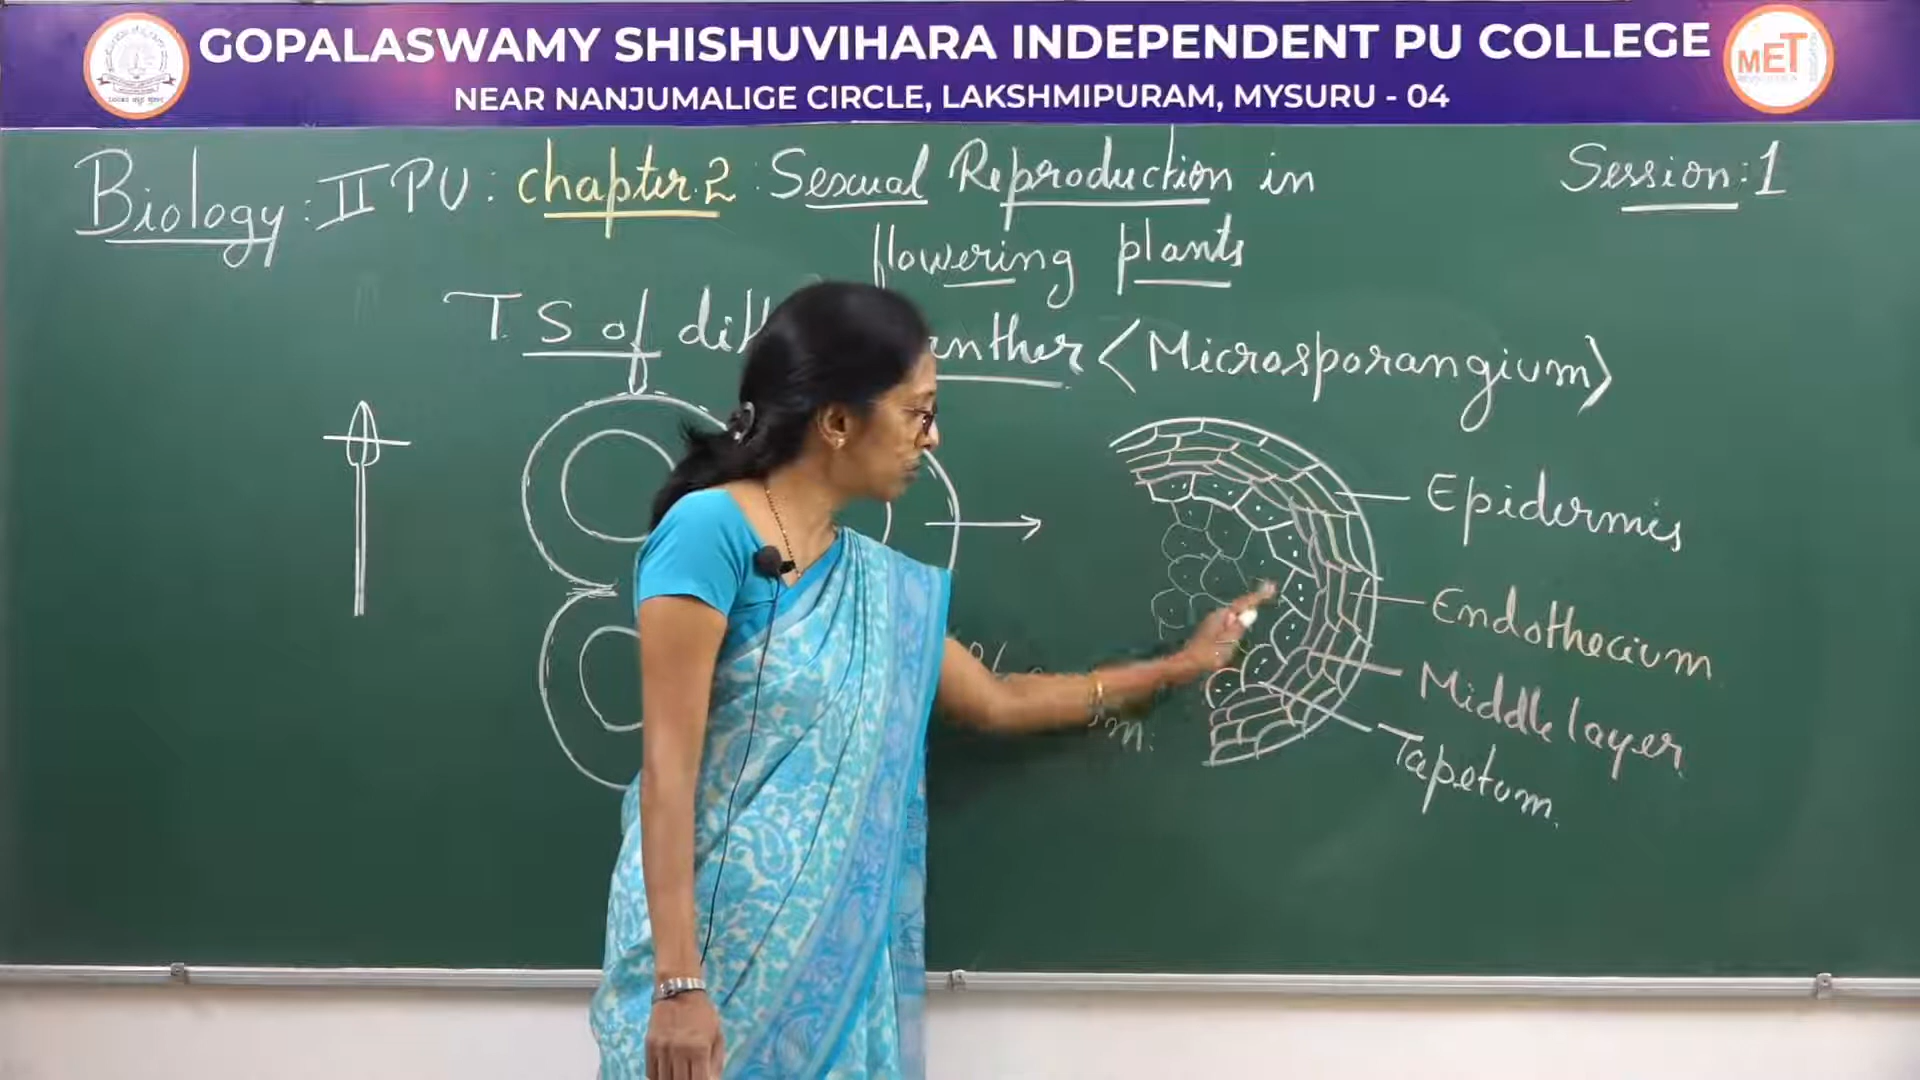 GOPALASWAMY SHISHUVIHARA INDEPENDENT PU COLLEGE
MET
NEAR NANJUMALIGE CIRCLE, LAKSHMIPURAM, MYSURU - 04
Biology: II PU: chapter.2: Sexual Reproduction in
Session: 1
flowering plants
T.S of anther <Microsporangium>
Epidermis
Endothecium
Middle layer
Tapetum.